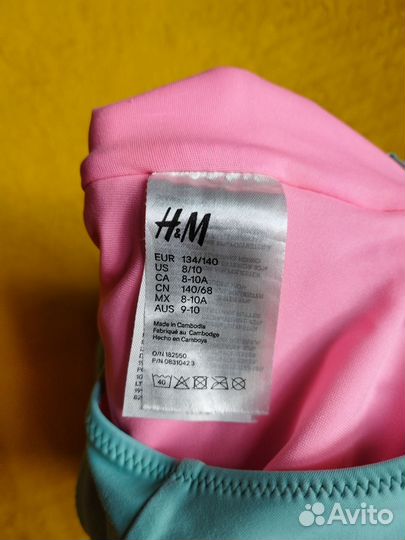 H&M
EUR 134/140
US 8/10
CA 8-10A
CN 140/68
MX 8-10A
AUS 9-10
Made in Cambodia
Fabriqué au Cambodge
Hecho en Camboya
O/N 182550
P/N 0831042.3
40
Avito